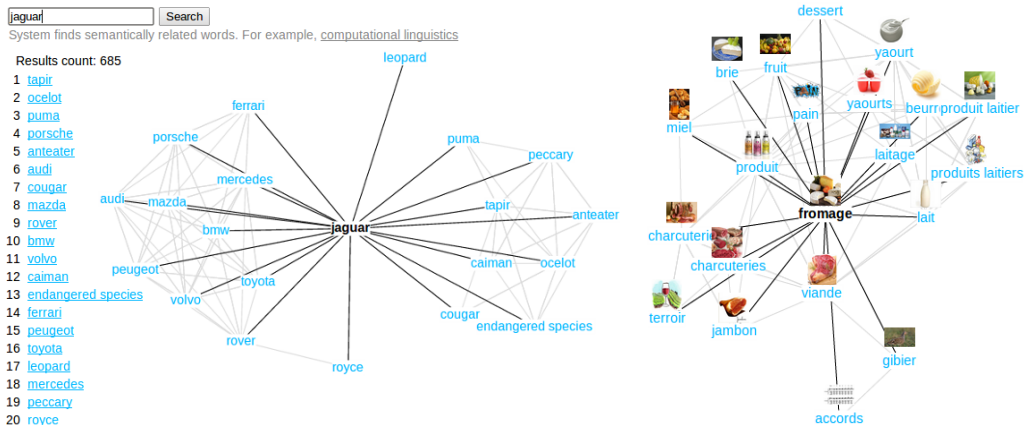 jaguar Search
System finds semantically related words. For example, computational linguistics
Results count: 685
1 tapir
2 ocelot
3 puma
4 porsche
5 anteater
6 audi
7 cougar
8 mazda
9 rover
10 bmw
11 volvo
12 caiman
13 endangered species
14 ferrari
15 peugeot
16 toyota
17 leopard
18 mercedes
19 peccary
20 royce
leopard
ferrari
porsche
puma
peccary
mercedes
audi
mazda
tapir
anteater
bmw
jaguar
peugeot
caiman
ocelot
toyota
volvo
cougar
endangered species
rover
royce
dessert
yaourt
brie
fruit
yaourts
beurre
produit laitier
pain
miel
laitage
produit
produits laitiers
fromage
lait
charcuterie
charcuteries
viande
terroir
jambon
gibier
accords